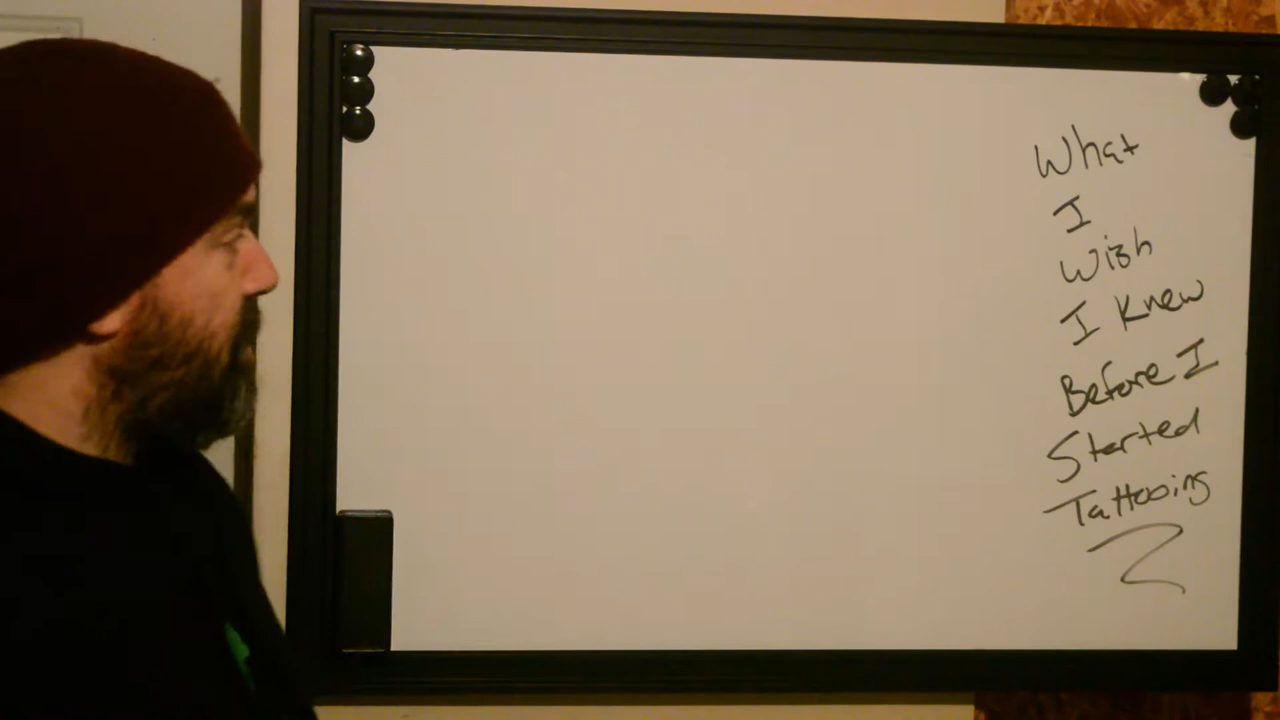 What
I
Wish
I Knew
Before I
Started
Tattooing